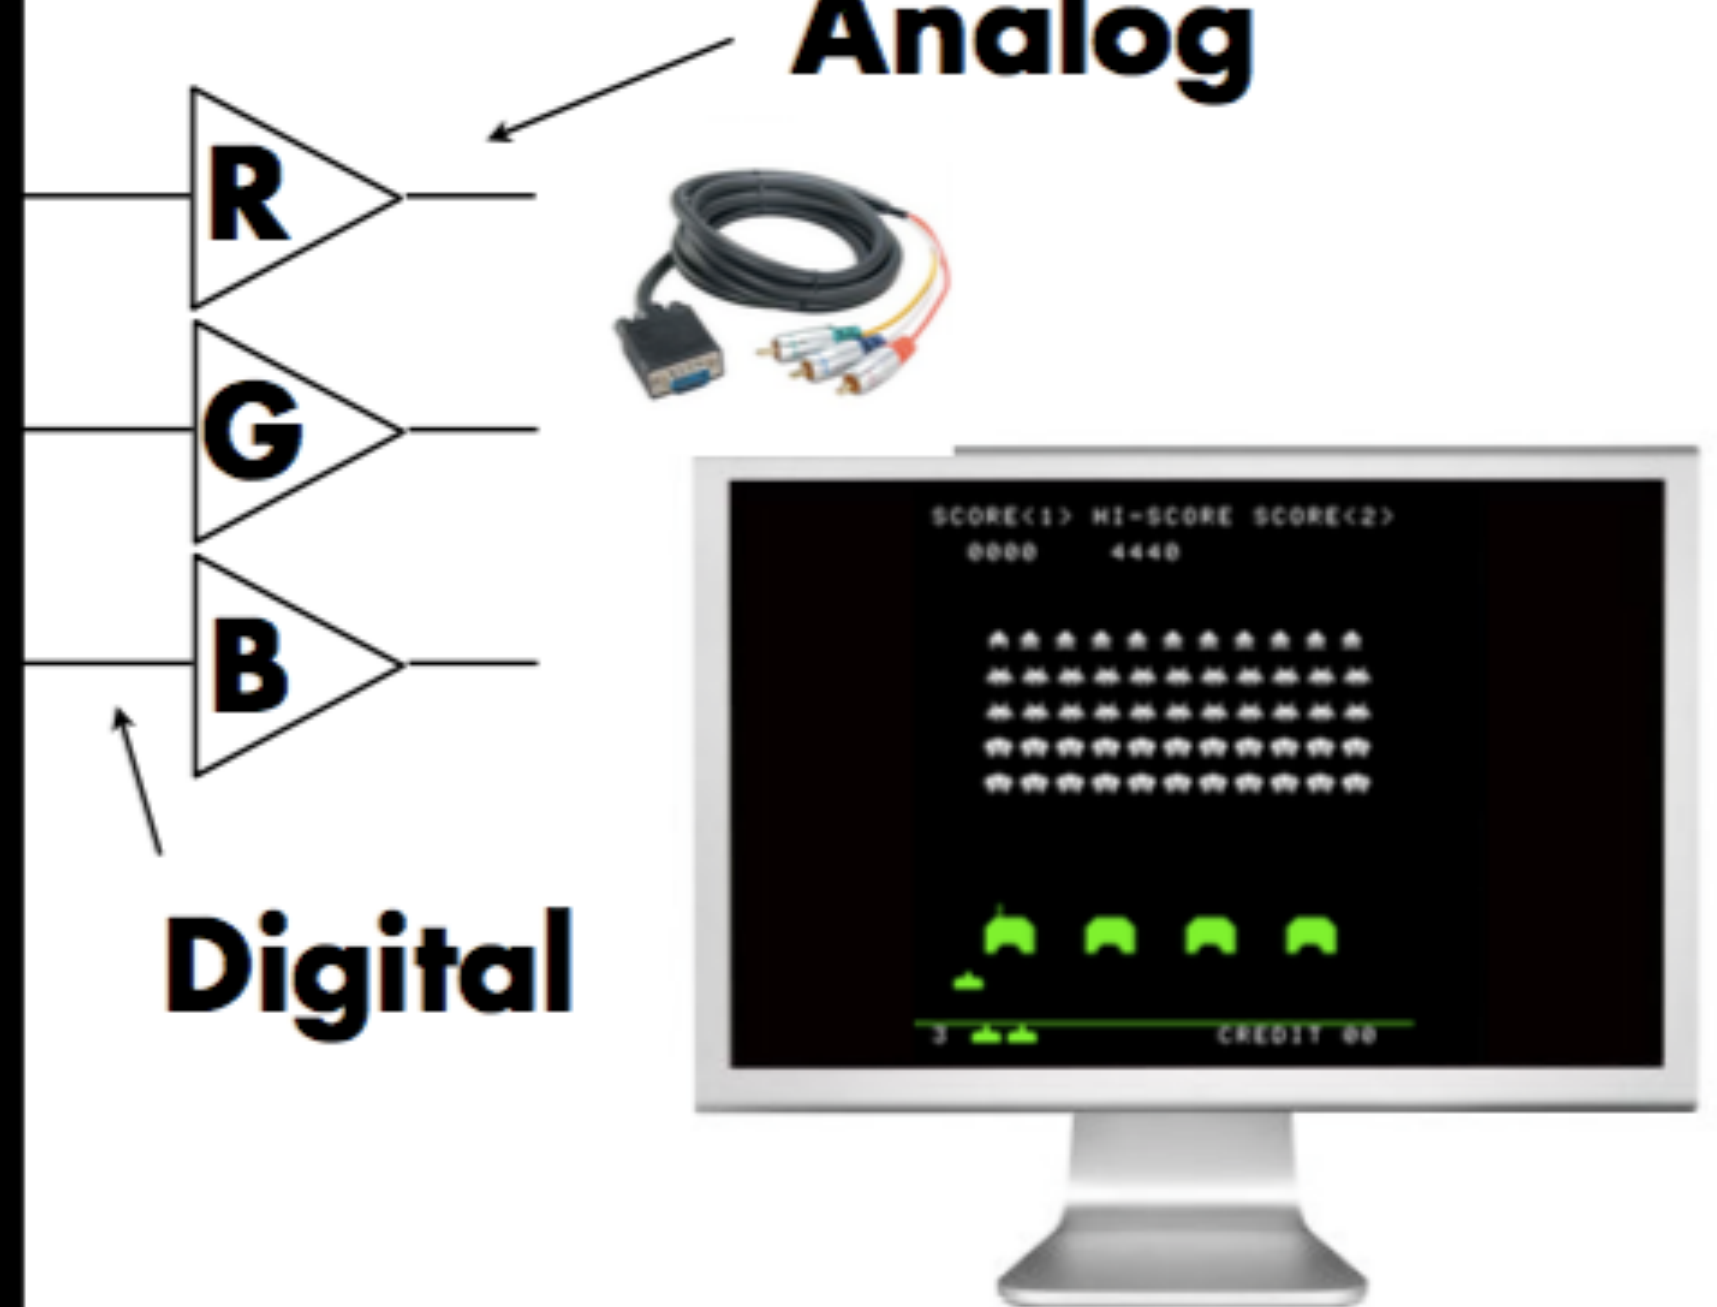 Analog
R
G
B
Digital
SCORE<1> HI-SCORE SCORE<2>
0000 4440
3 CREDIT 00